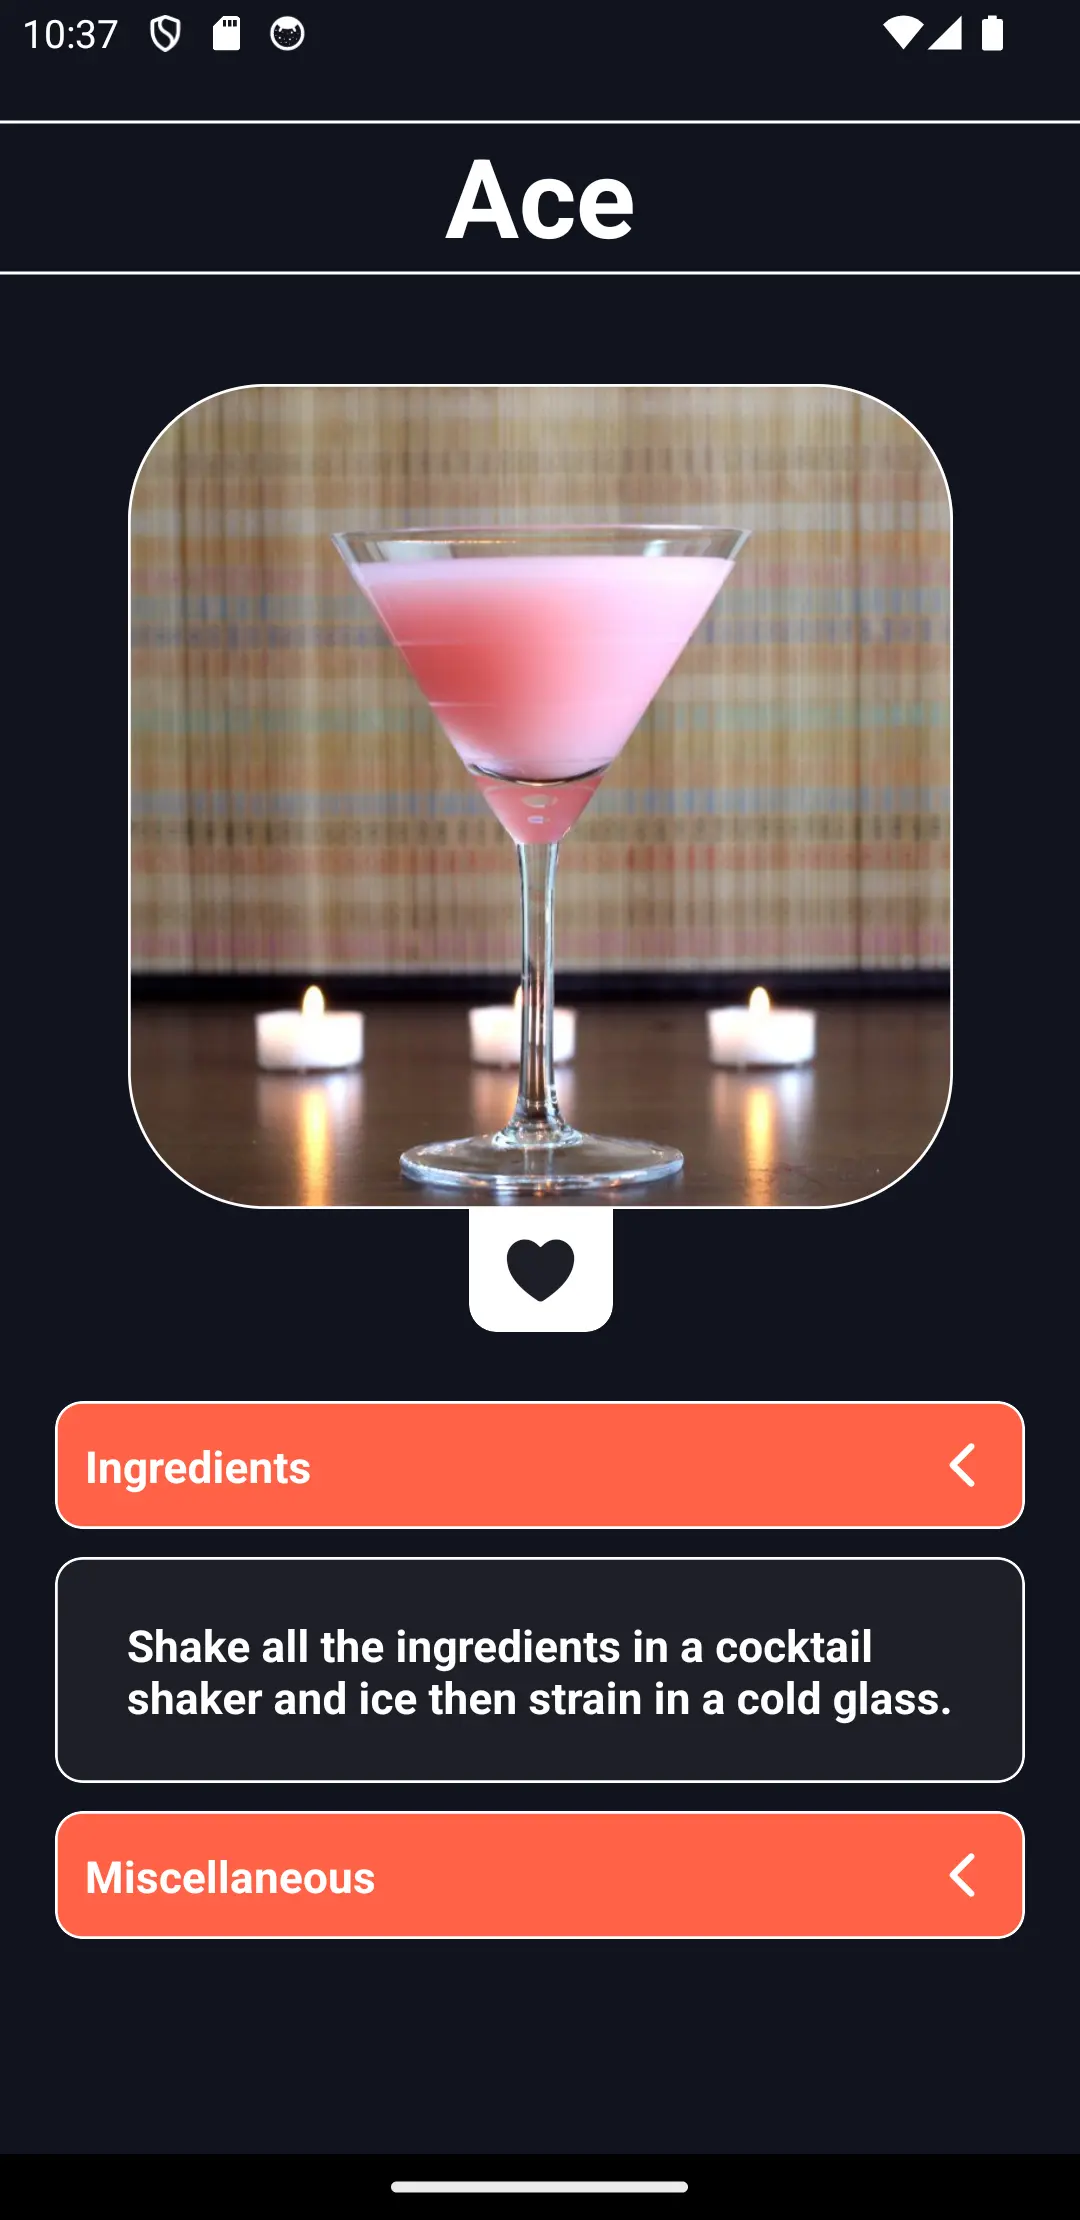 10:37
Ace
Ingredients
Shake all the ingredients in a cocktail
shaker and ice then strain in a cold glass.
Miscellaneous